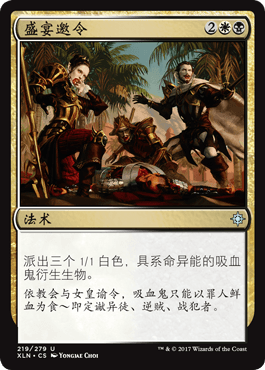 盛宴邀令 2
法术
派出三个 1/1 白色，具系命异能的吸血
鬼衍生生物。
依教会与女皇谕令，吸血鬼只能以罪人鲜
血为食～即定谳异徒、逆贼、战犯者。
219/279 U
XLN • CS YONGJAE CHOI
™ & © 2017 Wizards of the Coast